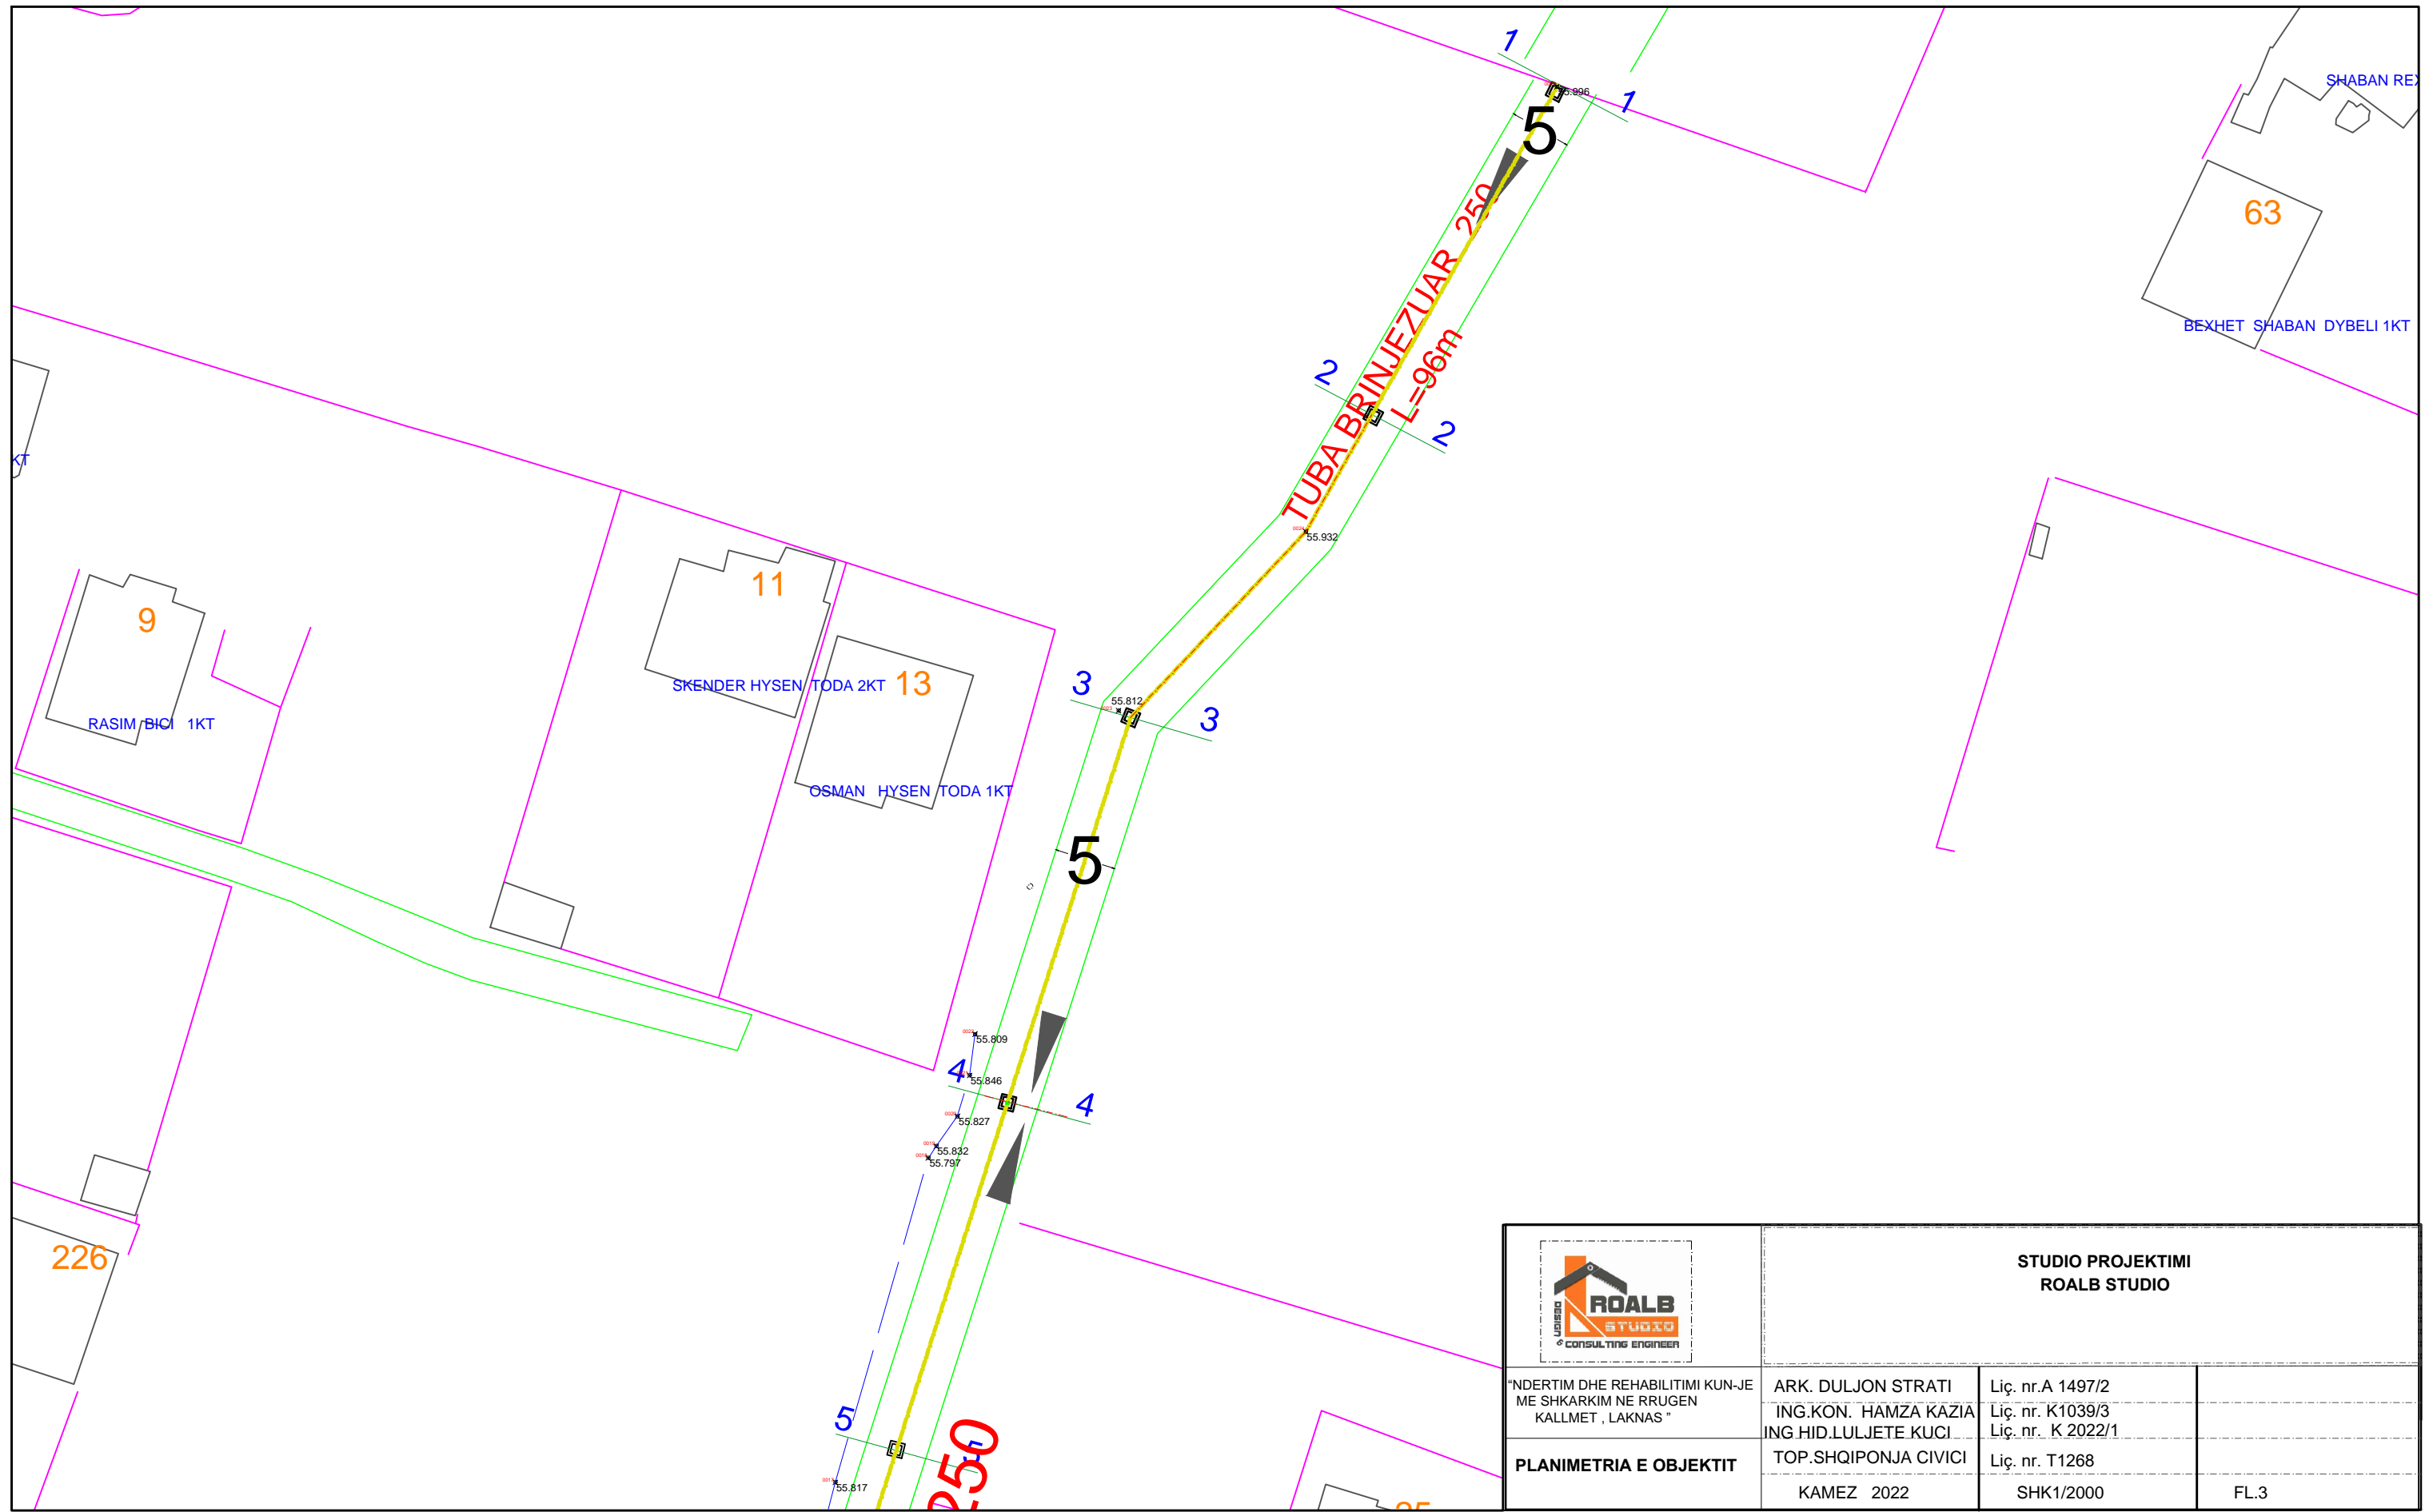 1
55.996
1
SHABAN REX
5
63
TUBA BRINJEZUAR 250
L=96m
BEXHET SHABAN DYBELI 1KT
2
2
KT
55.932
11
9
SKENDER HYSEN TODA 2KT
13
3
55.812
3
RASIM BICI 1KT
OSMAN HYSEN TODA 1KT
5
55.809
4
55.846
4
55.827
55.832
55.797
226
5
5
250
55.817
ROALB
STUDIO
DESIGN
& CONSULTING ENGINEER
STUDIO PROJEKTIMI
ROALB STUDIO
"NDERTIM DHE REHABILITIMI KUN-JE
ME SHKARKIM NE RRUGEN
KALLMET , LAKNAS "
ARK. DULJON STRATI Liç. nr.A 1497/2
ING.KON. HAMZA KAZIA Liç. nr. K1039/3
ING HID.LULJETE KUCI Liç. nr. K 2022/1
PLANIMETRIA E OBJEKTIT
TOP.SHQIPONJA CIVICI Liç. nr. T1268
KAMEZ 2022 SHK1/2000 FL.3